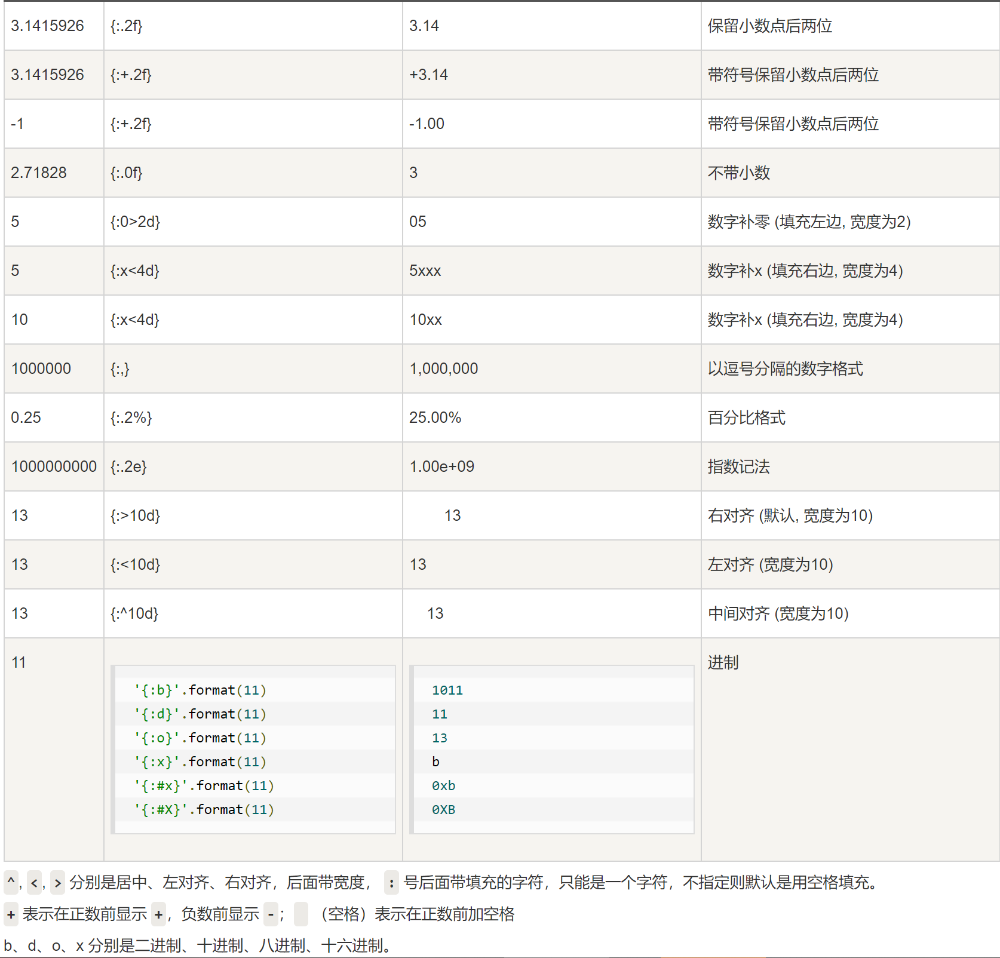 3.1415926 {:.2f} 3.14 保留小数点后两位
3.1415926 {:+.2f} +3.14 带符号保留小数点后两位
-1 {:+.2f} -1.00 带符号保留小数点后两位
2.71828 {:.0f} 3 不带小数
5 {:0>2d} 05 数字补零 (填充左边, 宽度为2)
5 {:x<4d} 5xxx 数字补x (填充右边, 宽度为4)
10 {:x<4d} 10xx 数字补x (填充右边, 宽度为4)
1000000 {:,} 1,000,000 以逗号分隔的数字格式
0.25 {:.2%} 25.00% 百分比格式
1000000000 {:.2e} 1.00e+09 指数记法
13 {:>10d} 13 右对齐 (默认, 宽度为10)
13 {:<10d} 13 左对齐 (宽度为10)
13 {:^10d} 13 中间对齐 (宽度为10)
11 进制
'{:b}'.format(11) 1011
'{:d}'.format(11) 11
'{:o}'.format(11) 13
'{:x}'.format(11) b
'{:#x}'.format(11) 0xb
'{:#X}'.format(11) 0XB
^, <, > 分别是居中、左对齐、右对齐，后面带宽度， : 号后面带填充的字符，只能是一个字符，不指定则默认是用空格填充。
+ 表示在正数前显示 +，负数前显示 -； （空格）表示在正数前加空格
b、d、o、x 分别是二进制、十进制、八进制、十六进制。